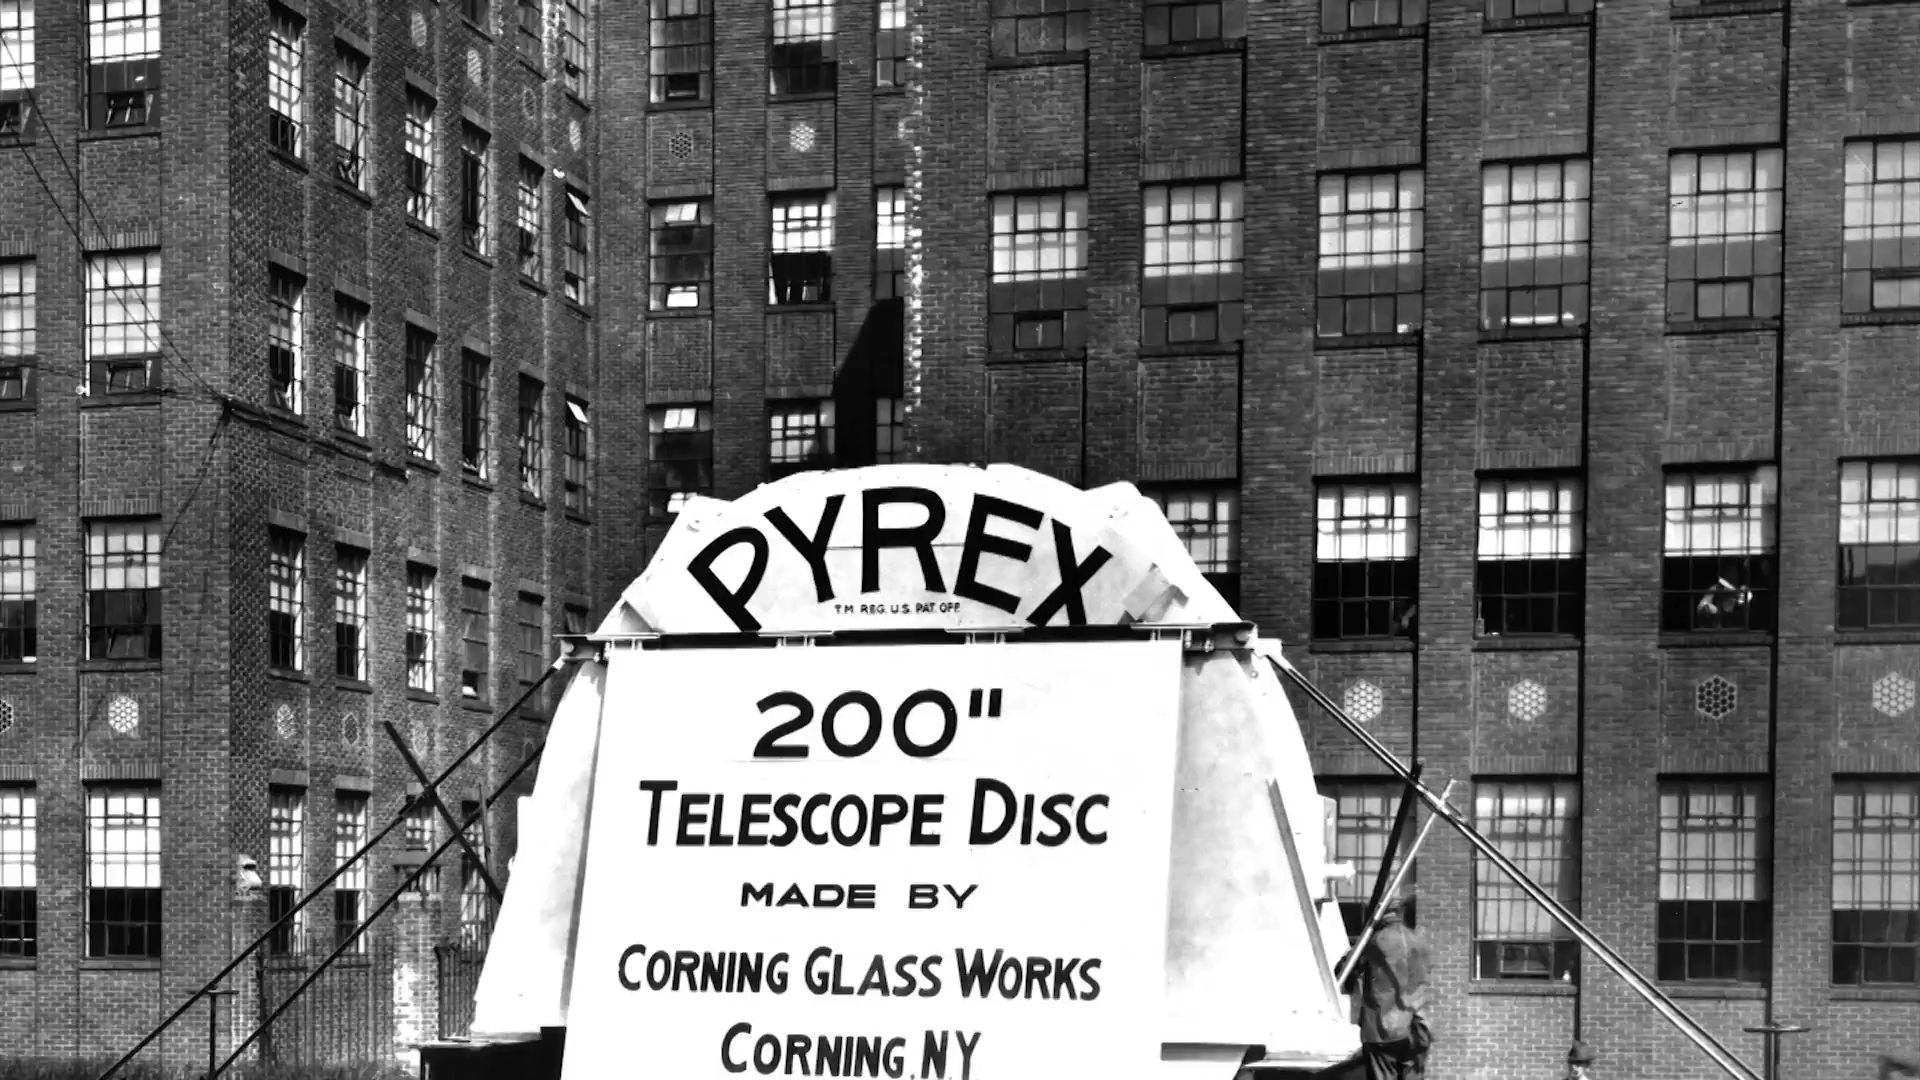 PYREX
T.M. REG. U.S. PAT. OFF.
200"
TELESCOPE DISC
MADE BY
CORNING GLASS WORKS
CORNING, N.Y